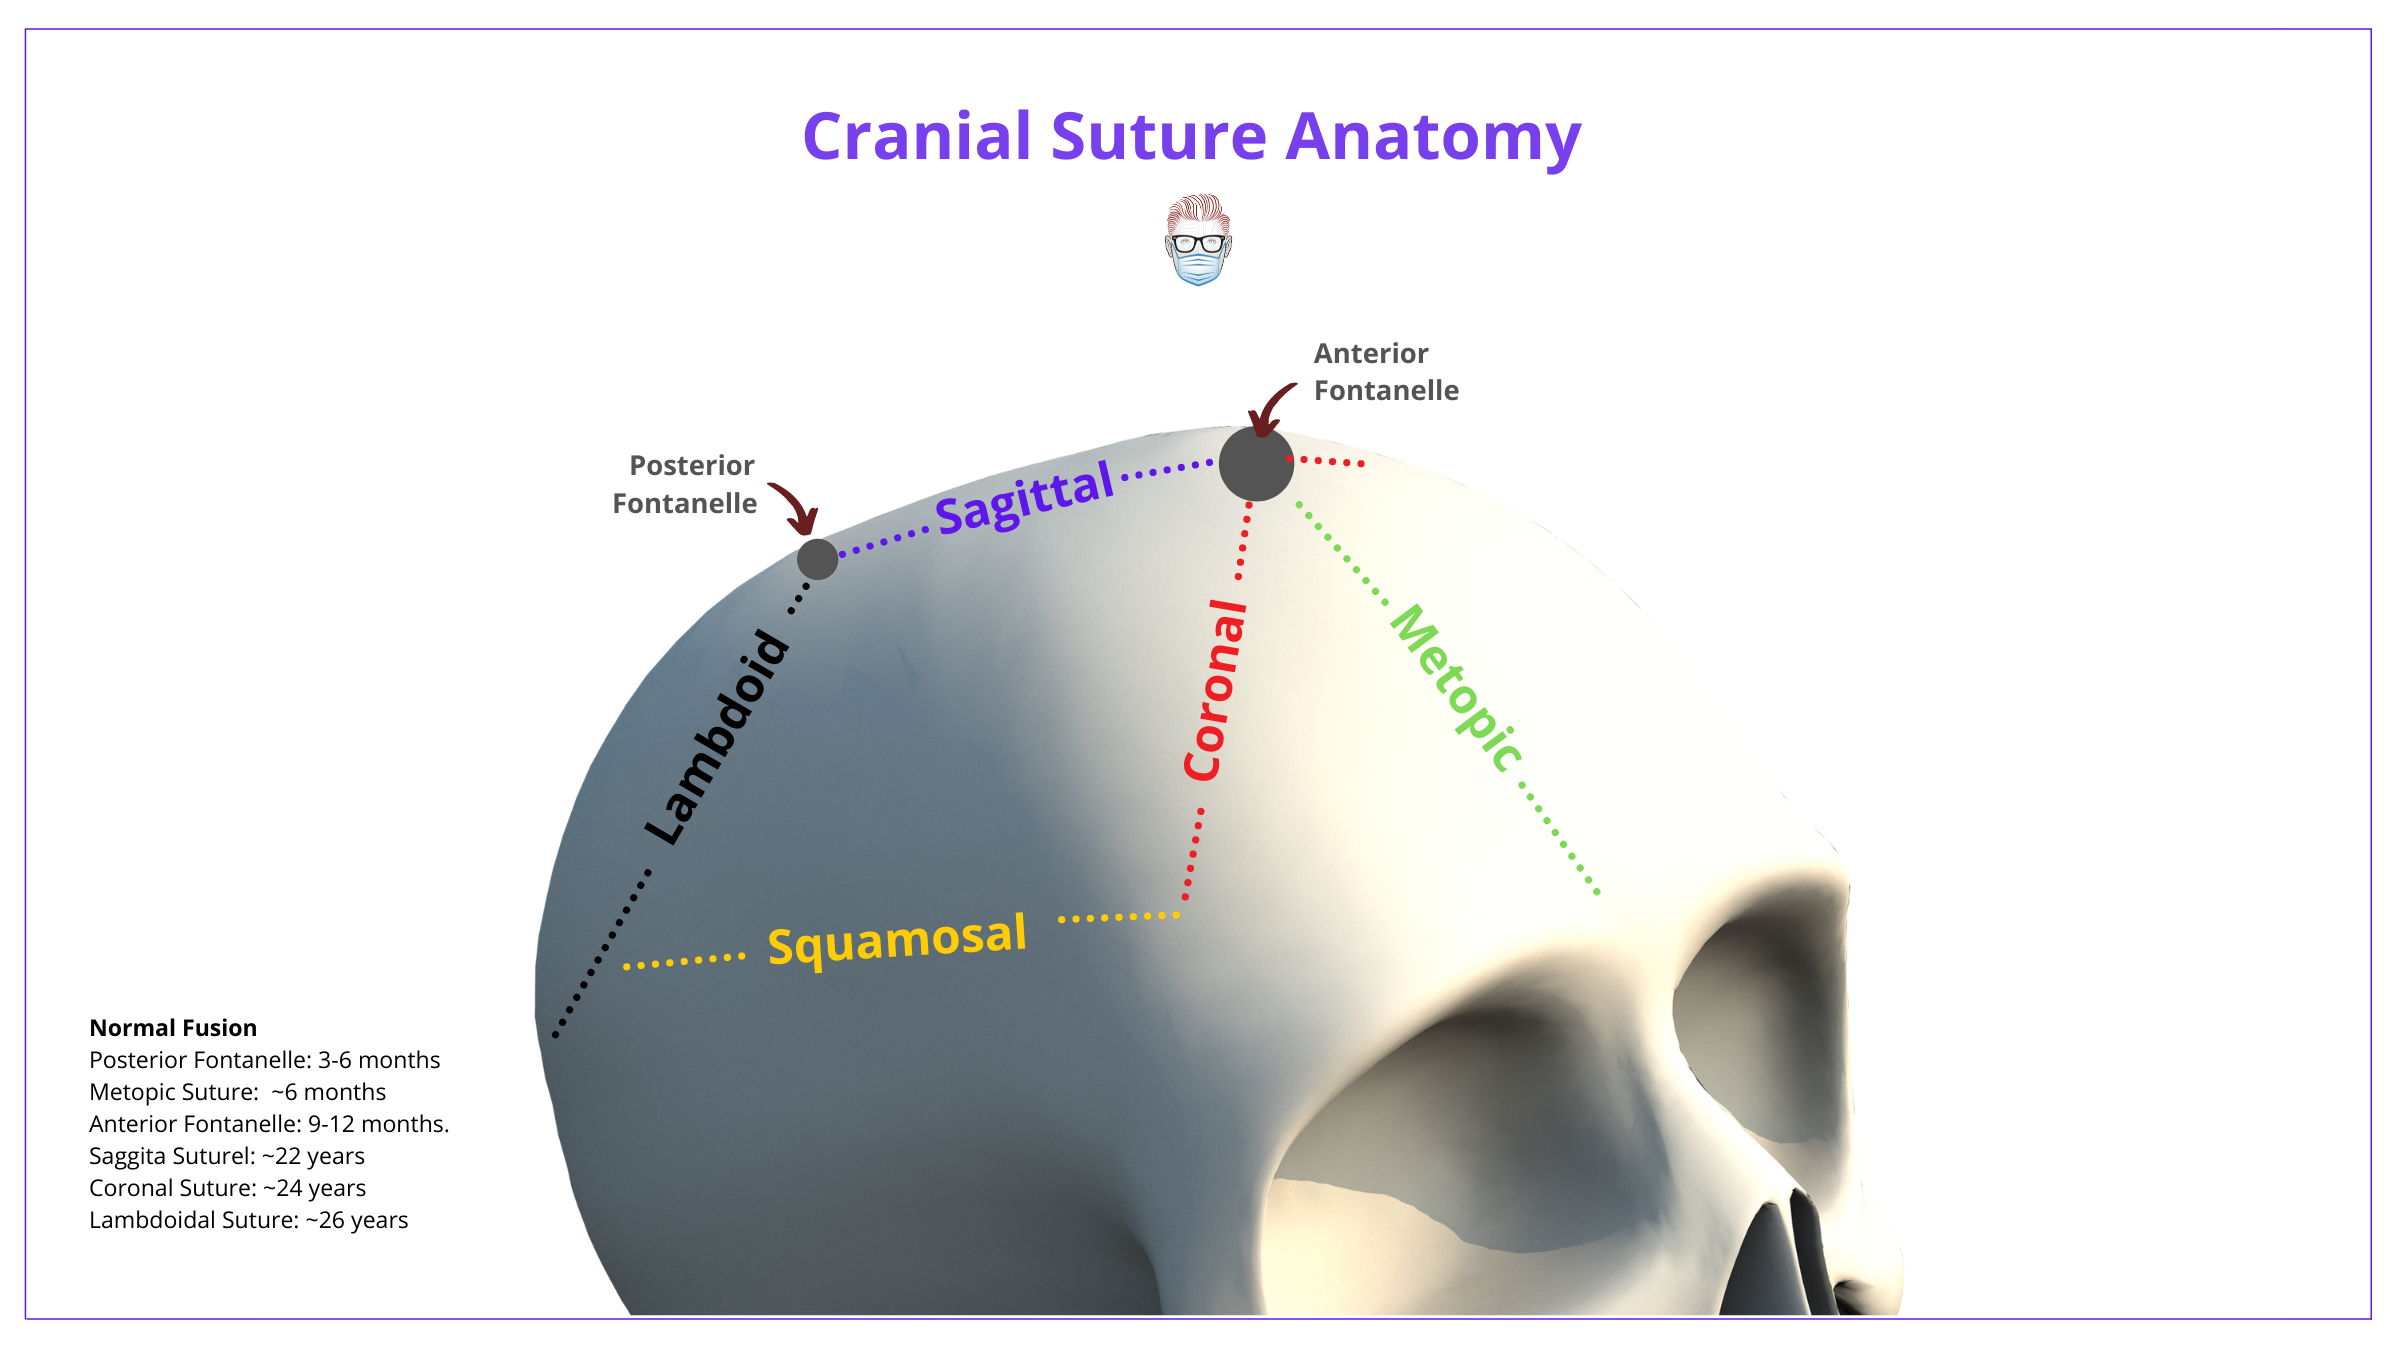 Cranial Suture Anatomy
Anterior
Fontanelle
Posterior
Fontanelle
Sagittal
Lambdoid
Coronal
Metopic
Squamosal
Normal Fusion
Posterior Fontanelle: 3-6 months
Metopic Suture:  ~6 months
Anterior Fontanelle: 9-12 months.
Saggita Suturel: ~22 years
Coronal Suture: ~24 years
Lambdoidal Suture: ~26 years